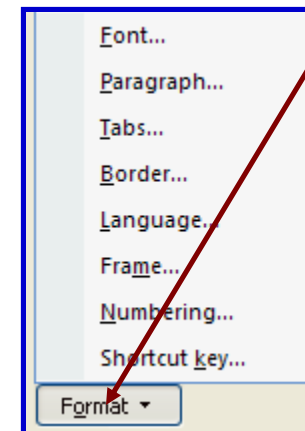 Font...
Paragraph...
Tabs...
Border...
Language...
Frame...
Numbering...
Shortcut key...
Format